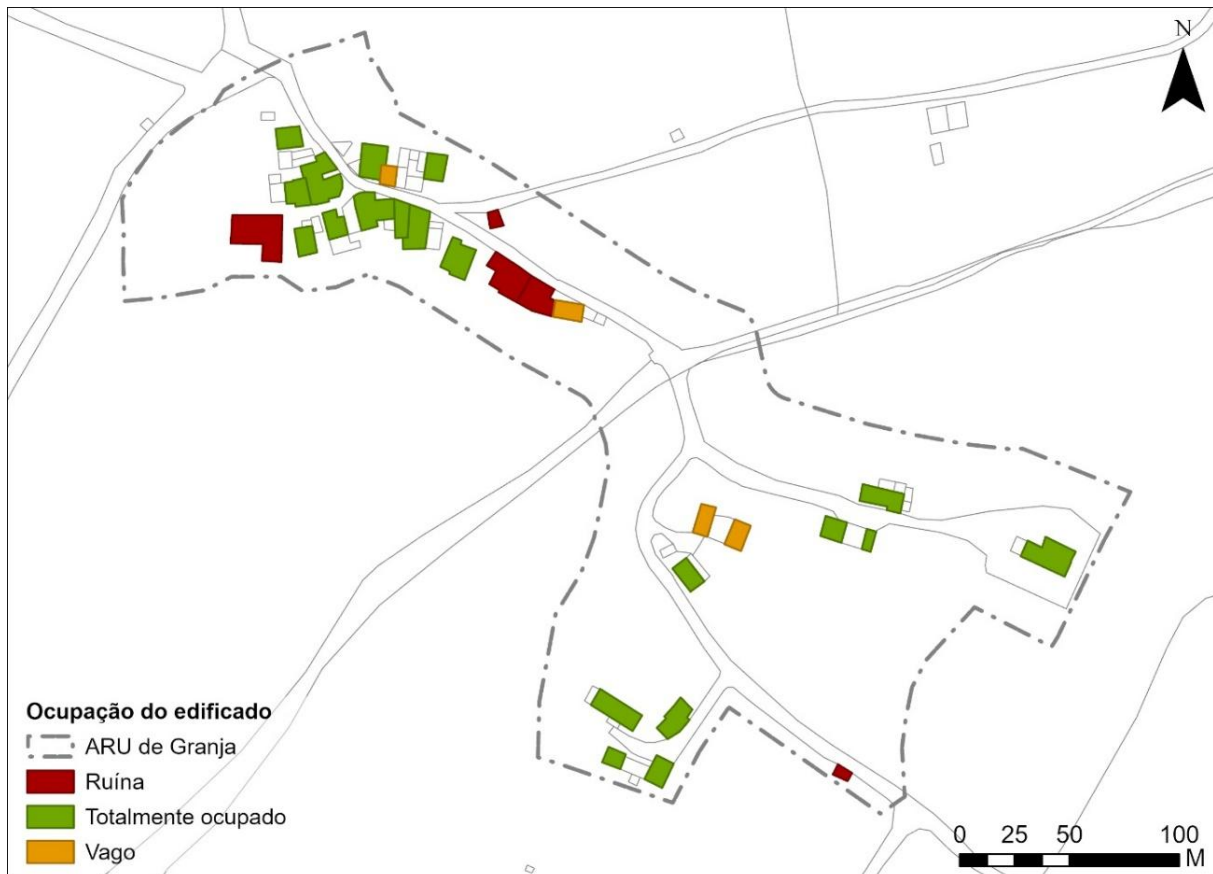 N
Ocupação do edificado
ARU de Granja
Ruína
Totalmente ocupado
Vago
0 25 50 100
M